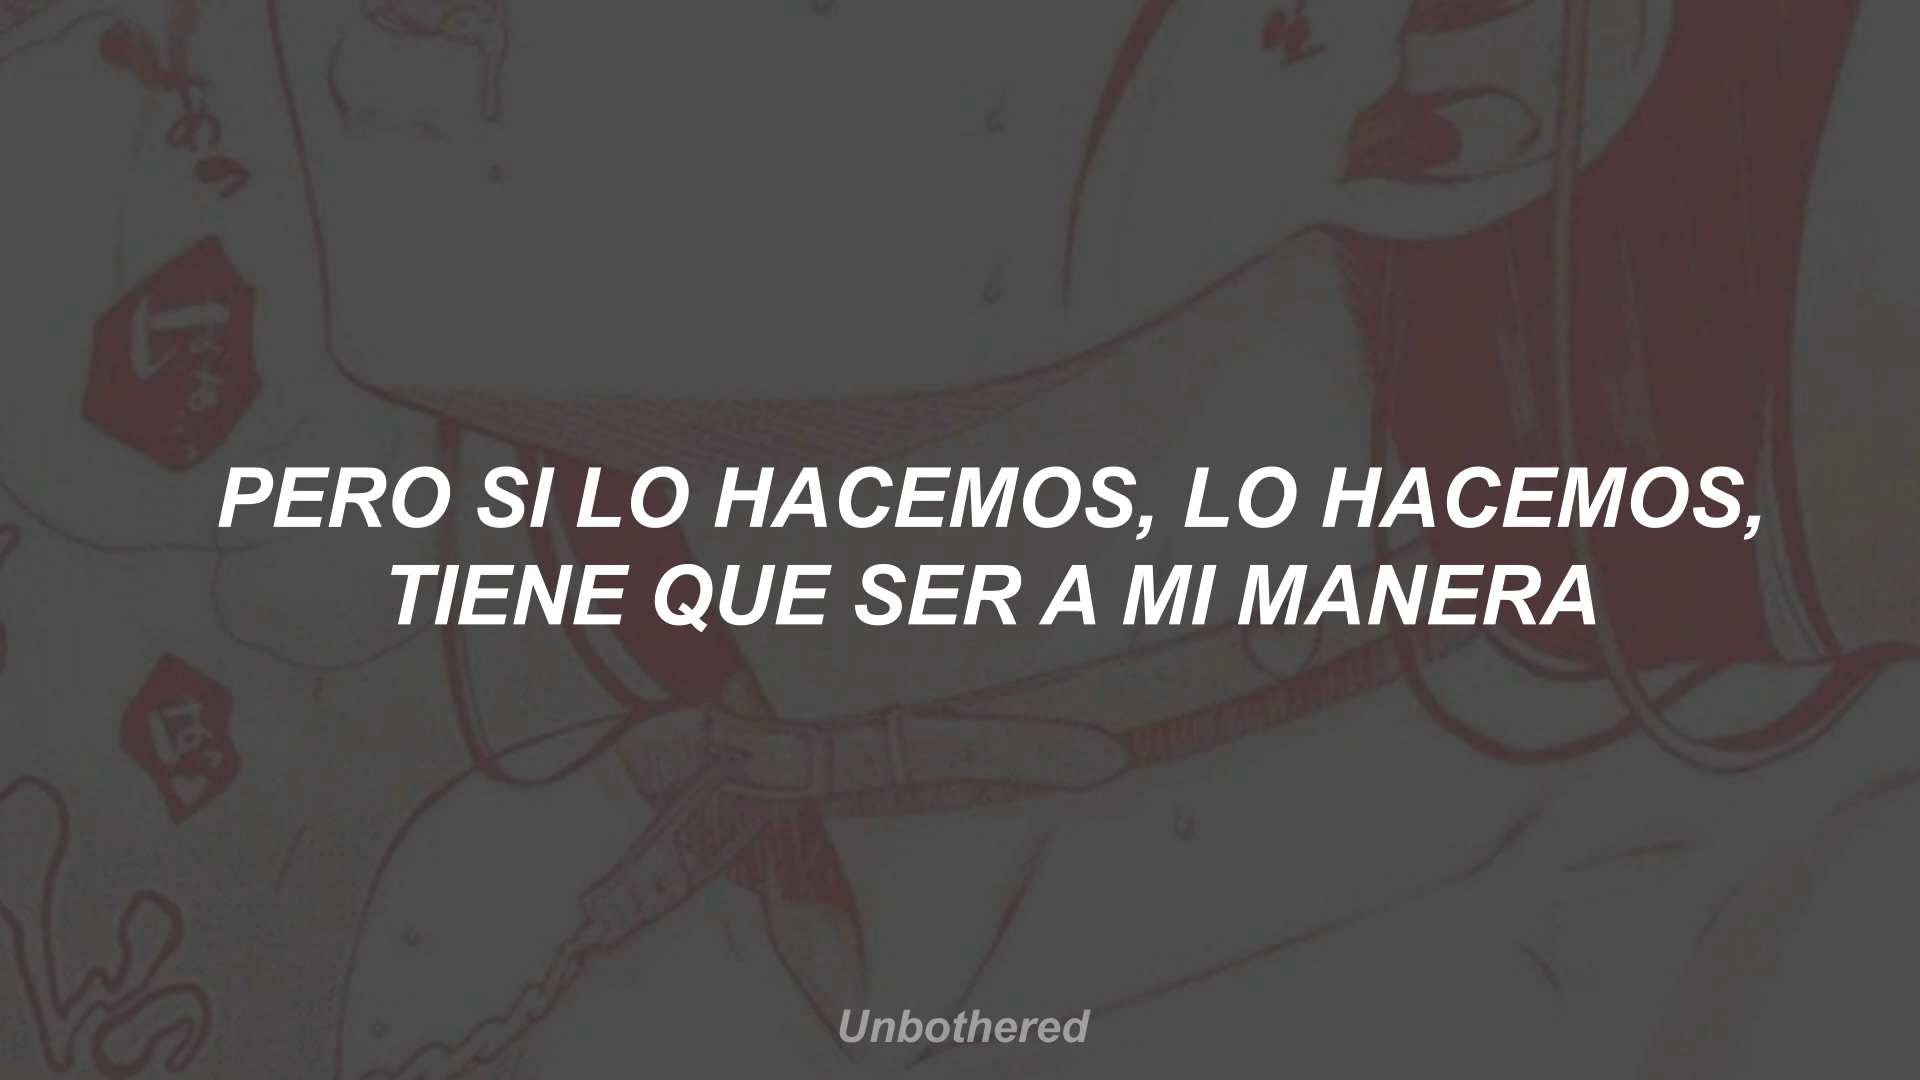 PERO SI LO HACEMOS, LO HACEMOS,
TIENE QUE SER A MI MANERA
Unbothered